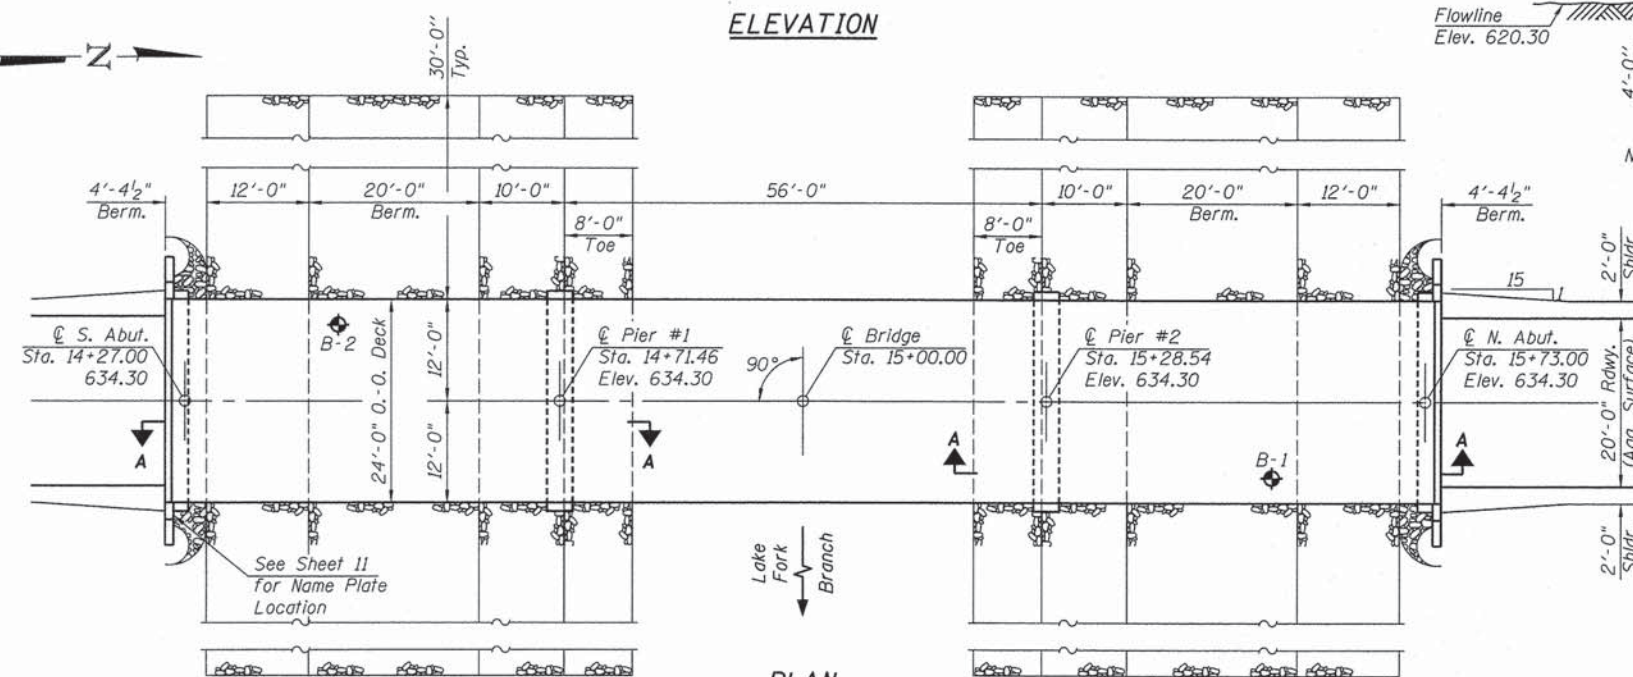 ELEVATION
Flowline
Elev. 620.30
N
30'-0"
Typ.
4'-0"
4'-4½"
Berm.
12'-0"
20'-0"
Berm.
10'-0"
56'-0"
10'-0"
20'-0"
Berm.
12'-0"
4'-4½"
Berm.
8'-0"
Toe
8'-0"
Toe
2'-0"
Shldr.
15
1
℄ S. Abut.
Sta. 14+27.00
634.30
B-2
24'-0" O.-O. Deck
12'-0"
12'-0"
℄ Pier #1
Sta. 14+71.46
Elev. 634.30
90°
℄ Bridge
Sta. 15+00.00
℄ Pier #2
Sta. 15+28.54
Elev. 634.30
℄ N. Abut.
Sta. 15+73.00
Elev. 634.30
20'-0" Rdwy.
(Agg. Surface)
A
A
A
A
B-1
See Sheet 11
for Name Plate
Location
Lake
Fork
Branch
2'-0"
Shldr.
PLAN